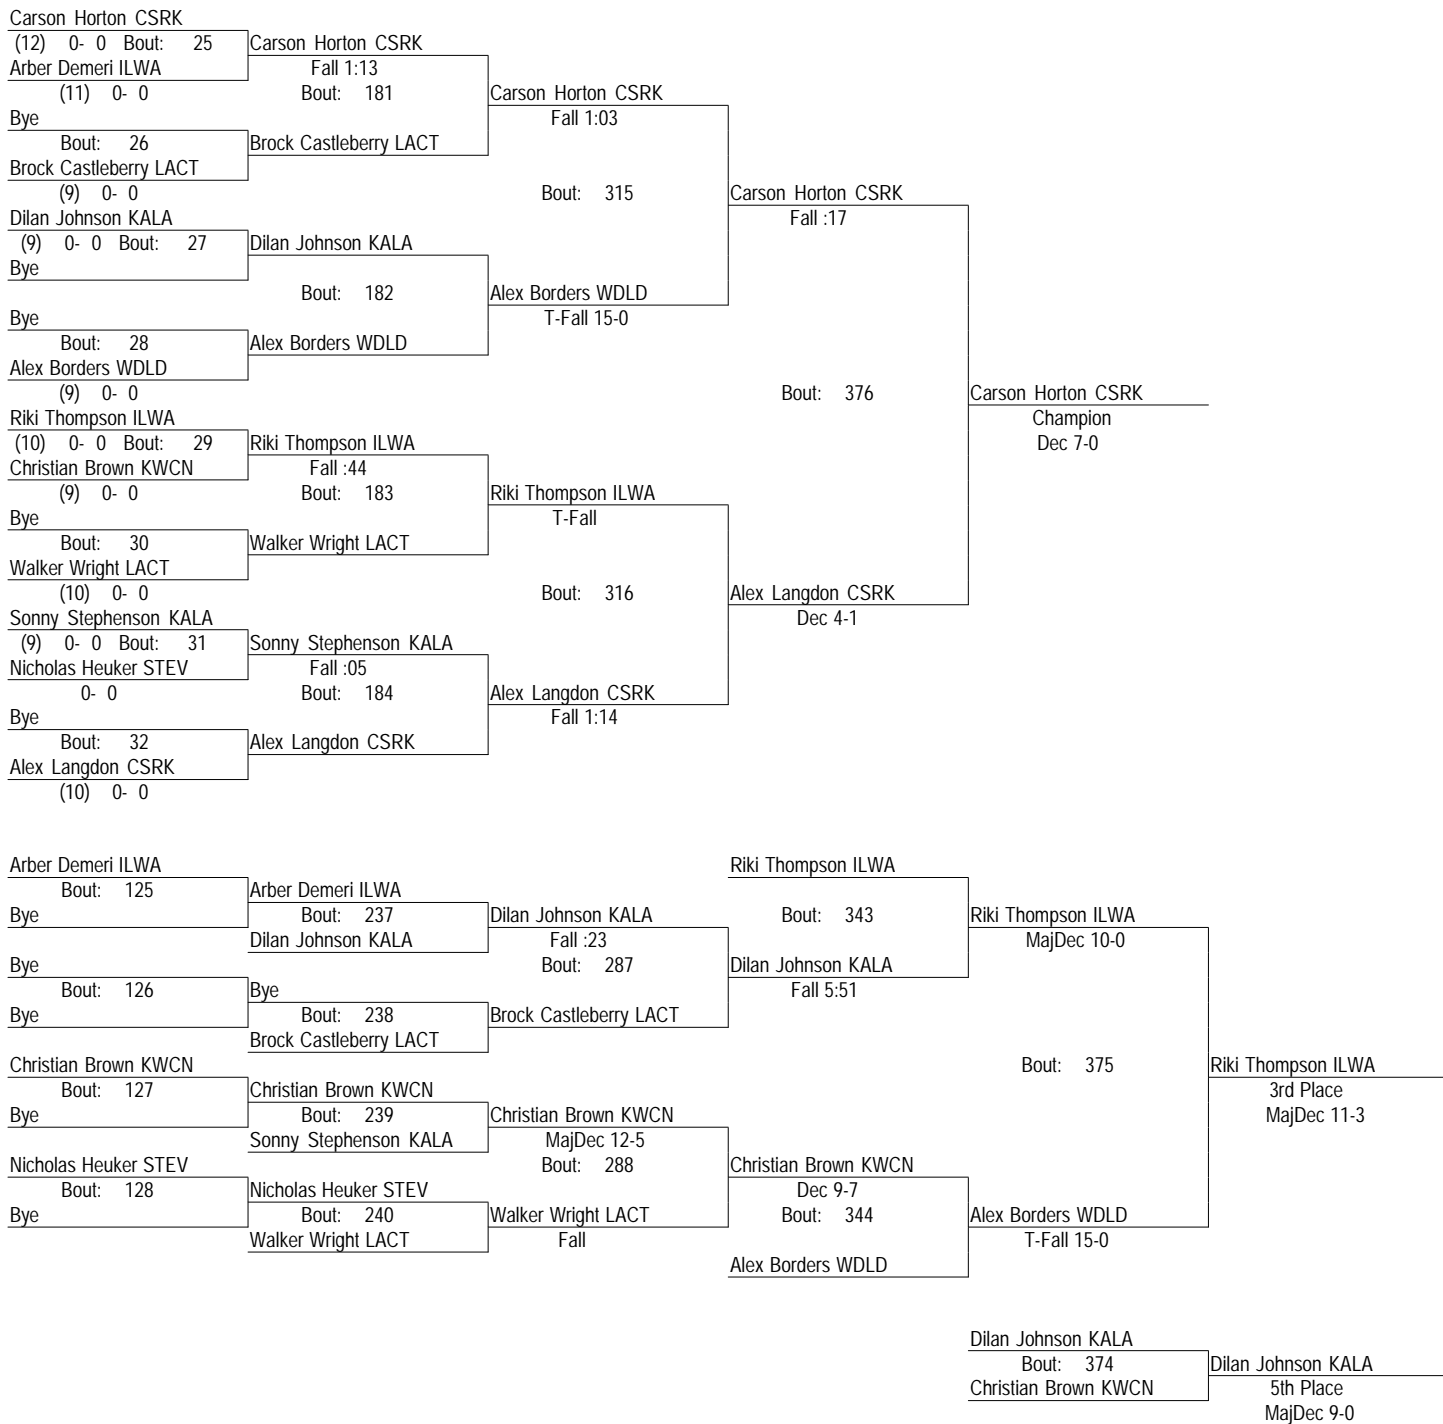 Carson Horton CSRK
(12) 0- 0 Bout: 25 Carson Horton CSRK
Arber Demeri ILWA Fall 1:13
(11) 0- 0 Bout: 181 Carson Horton CSRK
Bye Fall 1:03
Bout: 26 Brock Castleberry LACT
Brock Castleberry LACT
(9) 0- 0 Bout: 315 Carson Horton CSRK
Dilan Johnson KALA Fall :17
(9) 0- 0 Bout: 27 Dilan Johnson KALA
Bye
Bout: 182 Alex Borders WDLD
Bye T-Fall 15-0
Bout: 28 Alex Borders WDLD
Alex Borders WDLD
(9) 0- 0 Bout: 376 Carson Horton CSRK
Riki Thompson ILWA Champion
(10) 0- 0 Bout: 29 Riki Thompson ILWA Dec 7-0
Christian Brown KWCN Fall :44
(9) 0- 0 Bout: 183 Riki Thompson ILWA
Bye T-Fall
Bout: 30 Walker Wright LACT
Walker Wright LACT
(10) 0- 0 Bout: 316 Alex Langdon CSRK
Sonny Stephenson KALA Dec 4-1
(9) 0- 0 Bout: 31 Sonny Stephenson KALA
Nicholas Heuker STEV Fall :05
0- 0 Bout: 184 Alex Langdon CSRK
Bye Fall 1:14
Bout: 32 Alex Langdon CSRK
Alex Langdon CSRK
(10) 0- 0
Arber Demeri ILWA Riki Thompson ILWA
Bout: 125 Arber Demeri ILWA
Bye Bout: 237 Dilan Johnson KALA Bout: 343 Riki Thompson ILWA
Dilan Johnson KALA Fall :23 MajDec 10-0
Bye Bout: 287 Dilan Johnson KALA
Bout: 126 Bye Fall 5:51
Bye Bout: 238 Brock Castleberry LACT
Brock Castleberry LACT
Christian Brown KWCN Bout: 375 Riki Thompson ILWA
Bout: 127 Christian Brown KWCN 3rd Place
Bye Bout: 239 Christian Brown KWCN MajDec 11-3
Sonny Stephenson KALA MajDec 12-5
Nicholas Heuker STEV Bout: 288 Christian Brown KWCN
Bout: 128 Nicholas Heuker STEV Dec 9-7
Bye Bout: 240 Walker Wright LACT Bout: 344 Alex Borders WDLD
Walker Wright LACT Fall T-Fall 15-0
Alex Borders WDLD
Dilan Johnson KALA
Bout: 374 Dilan Johnson KALA
Christian Brown KWCN 5th Place
MajDec 9-0